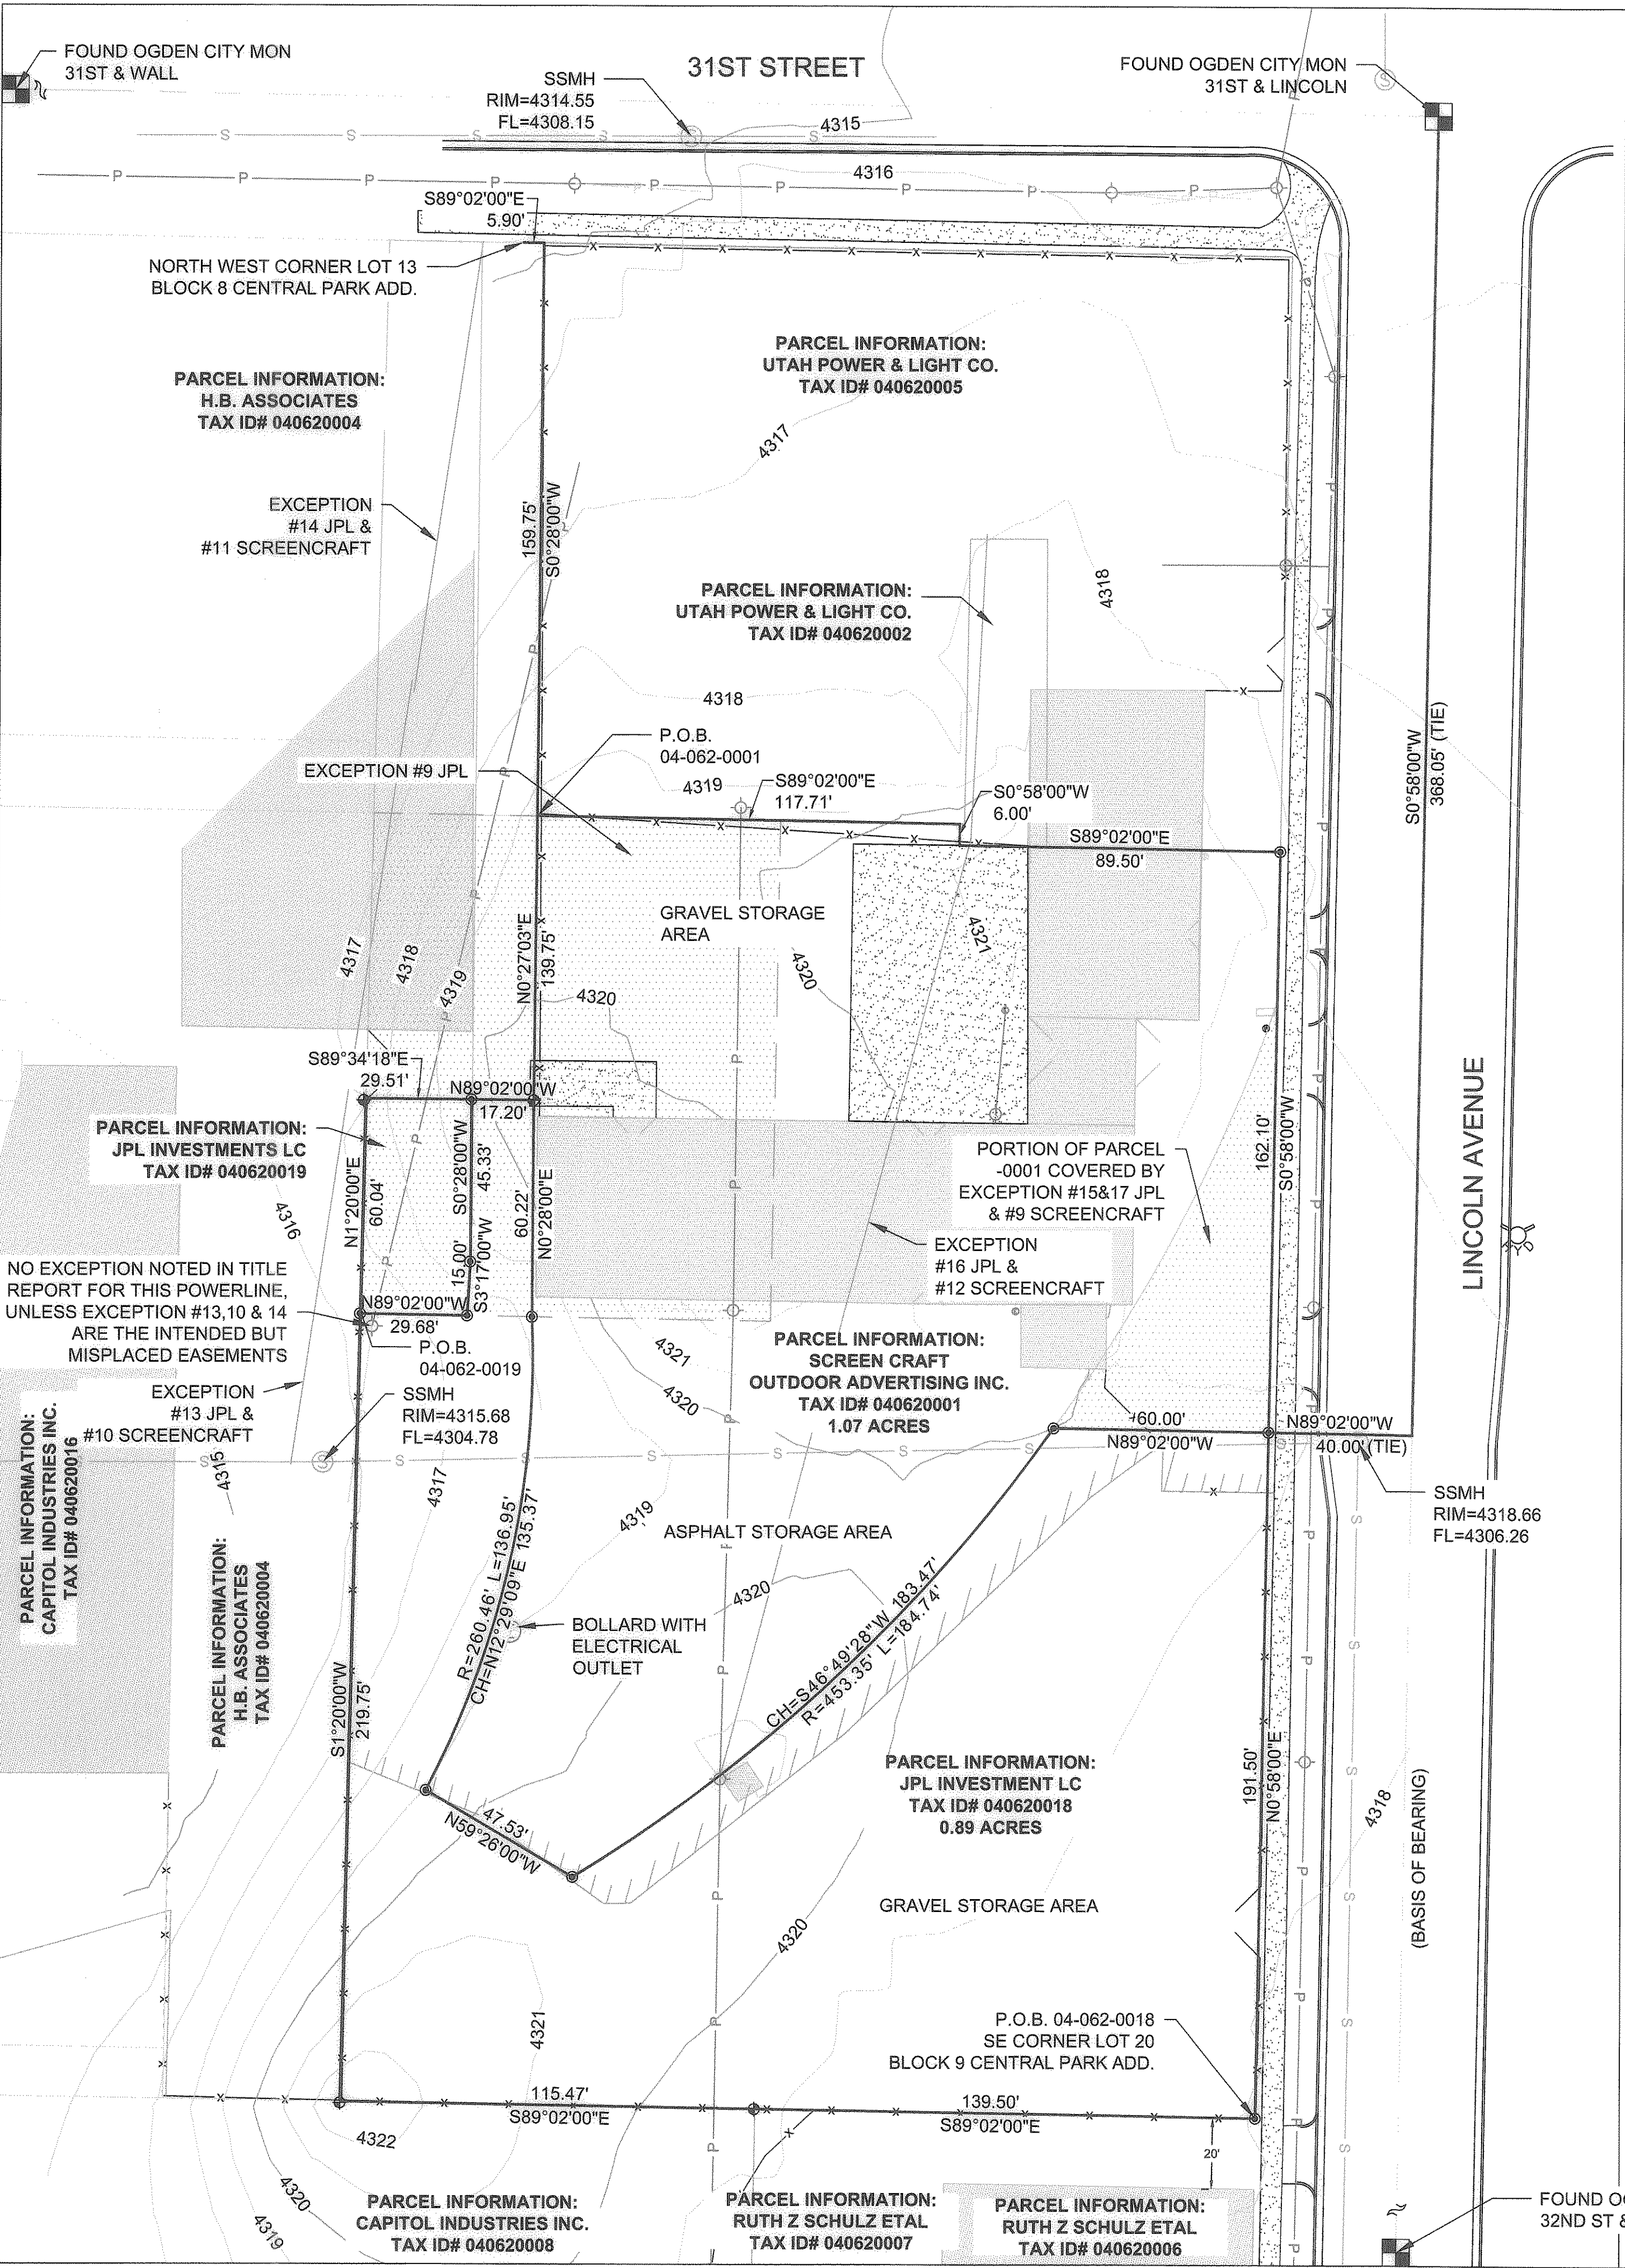 FOUND OGDEN CITY MON
31ST & WALL
31ST STREET
SSMH
RIM=4314.55
FL=4308.15
FOUND OGDEN CITY MON
31ST & LINCOLN
4315
4316
S89°02'00"E
5.90'
NORTH WEST CORNER LOT 13
BLOCK 8 CENTRAL PARK ADD.
PARCEL INFORMATION:
UTAH POWER & LIGHT CO.
TAX ID# 040620005
PARCEL INFORMATION:
H.B. ASSOCIATES
TAX ID# 040620004
4317
EXCEPTION
#14 JPL &
#11 SCREENCRAFT
159.75'
S0°28'00"W
PARCEL INFORMATION:
UTAH POWER & LIGHT CO.
TAX ID# 040620002
4318
4318
P.O.B.
04-062-0001
EXCEPTION #9 JPL
4319
S89°02'00"E
117.71'
S0°58'00"W
6.00'
S89°02'00"E
89.50'
S0°58'00"W
368.05' (TIE)
GRAVEL STORAGE
AREA
4321
4320
4317
4318
4319
N0°27'03"E
139.75'
4320
S89°34'18"E
29.51'
N89°02'00"W
17.20'
PARCEL INFORMATION:
JPL INVESTMENTS LC
TAX ID# 040620019
N1°20'00"E
60.04'
S0°28'00"W
45.33'
60.22'
N0°28'00"E
15.00'
S3°17'00"W
162.10'
S0°58'00"W
LINCOLN AVENUE
PORTION OF PARCEL
-0001 COVERED BY
EXCEPTION #15&17 JPL
& #9 SCREENCRAFT
EXCEPTION
#16 JPL &
#12 SCREENCRAFT
4316
NO EXCEPTION NOTED IN TITLE
REPORT FOR THIS POWERLINE,
UNLESS EXCEPTION #13,10 & 14
ARE THE INTENDED BUT
MISPLACED EASEMENTS
N89°02'00"W
29.68'
P.O.B.
04-062-0019
EXCEPTION
#13 JPL &
#10 SCREENCRAFT
SSMH
RIM=4315.68
FL=4304.78
4321
4320
PARCEL INFORMATION:
SCREEN CRAFT
OUTDOOR ADVERTISING INC.
TAX ID# 040620001
1.07 ACRES
60.00'
N89°02'00"W
N89°02'00"W
40.00' (TIE)
SSMH
RIM=4318.66
FL=4306.26
PARCEL INFORMATION:
CAPITOL INDUSTRIES INC.
TAX ID# 040620016
4315
4317
4319
ASPHALT STORAGE AREA
PARCEL INFORMATION:
H.B. ASSOCIATES
TAX ID# 040620004
R=260.46' L=136.95'
CH=N12°29'09"E 135.37'
4320
BOLLARD WITH
ELECTRICAL
OUTLET
CH=S46°49'28"W 183.47'
R=453.35' L=184.74'
S1°20'00"W
219.75'
47.53'
N59°26'00"W
PARCEL INFORMATION:
JPL INVESTMENT LC
TAX ID# 040620018
0.89 ACRES
191.50'
N0°58'00"E
4318
(BASIS OF BEARING)
GRAVEL STORAGE AREA
4320
4321
P.O.B. 04-062-0018
SE CORNER LOT 20
BLOCK 9 CENTRAL PARK ADD.
115.47'
S89°02'00"E
139.50'
S89°02'00"E
4322
20'
4320
4319
PARCEL INFORMATION:
CAPITOL INDUSTRIES INC.
TAX ID# 040620008
PARCEL INFORMATION:
RUTH Z SCHULZ ETAL
TAX ID# 040620007
PARCEL INFORMATION:
RUTH Z SCHULZ ETAL
TAX ID# 040620006
FOUND
32ND ST &